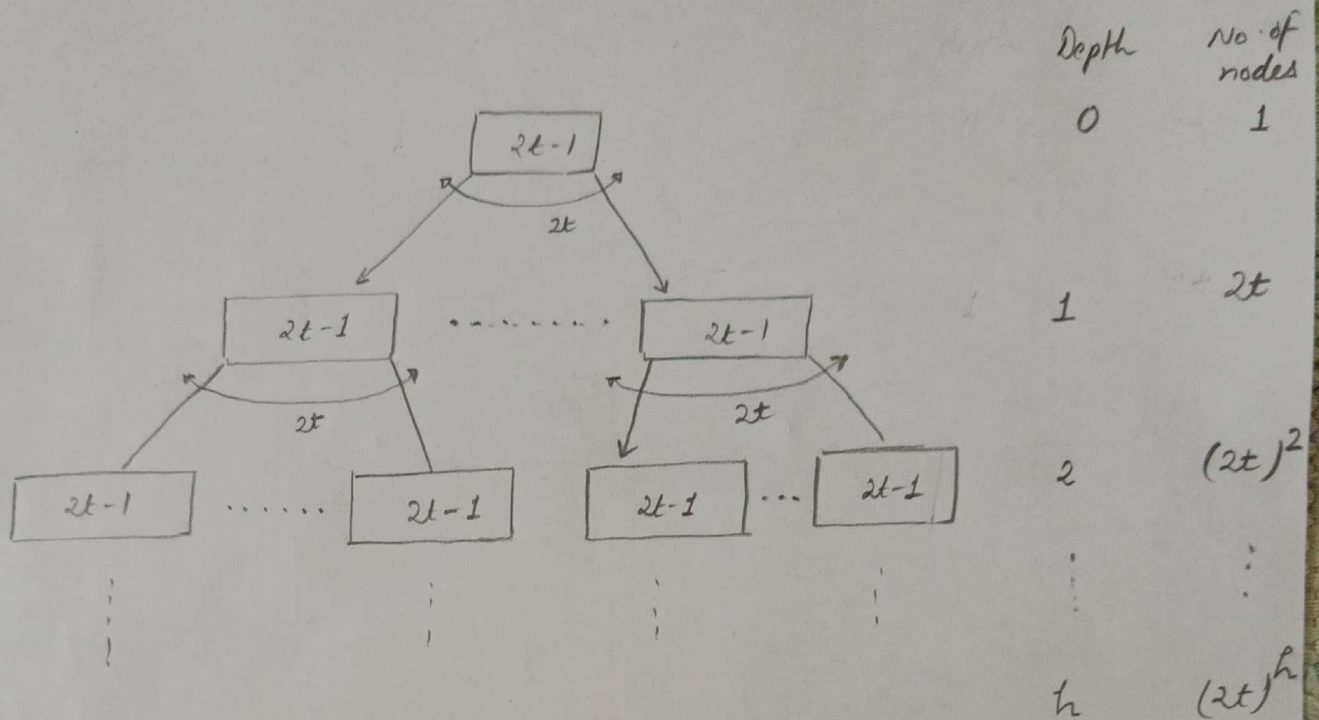 Depth No. of nodes
2t-1 0 1
2t
2t-1 ........ 2t-1 1 2t
2t 2t
2t-1 ...... 2t-1 2t-1 ... 2t-1 2 (2t)²
h (2t)ʰ